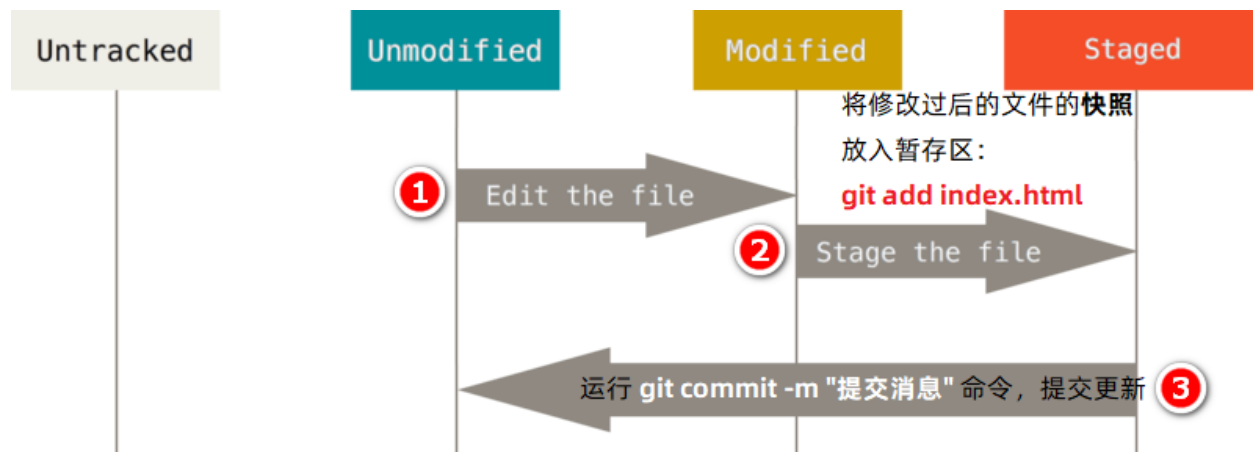 Untracked
Unmodified
Modified
Staged
将修改过后的文件的快照
放入暂存区：
git add index.html
1
Edit the file
2
Stage the file
运行 git commit -m "提交消息" 命令，提交更新
3